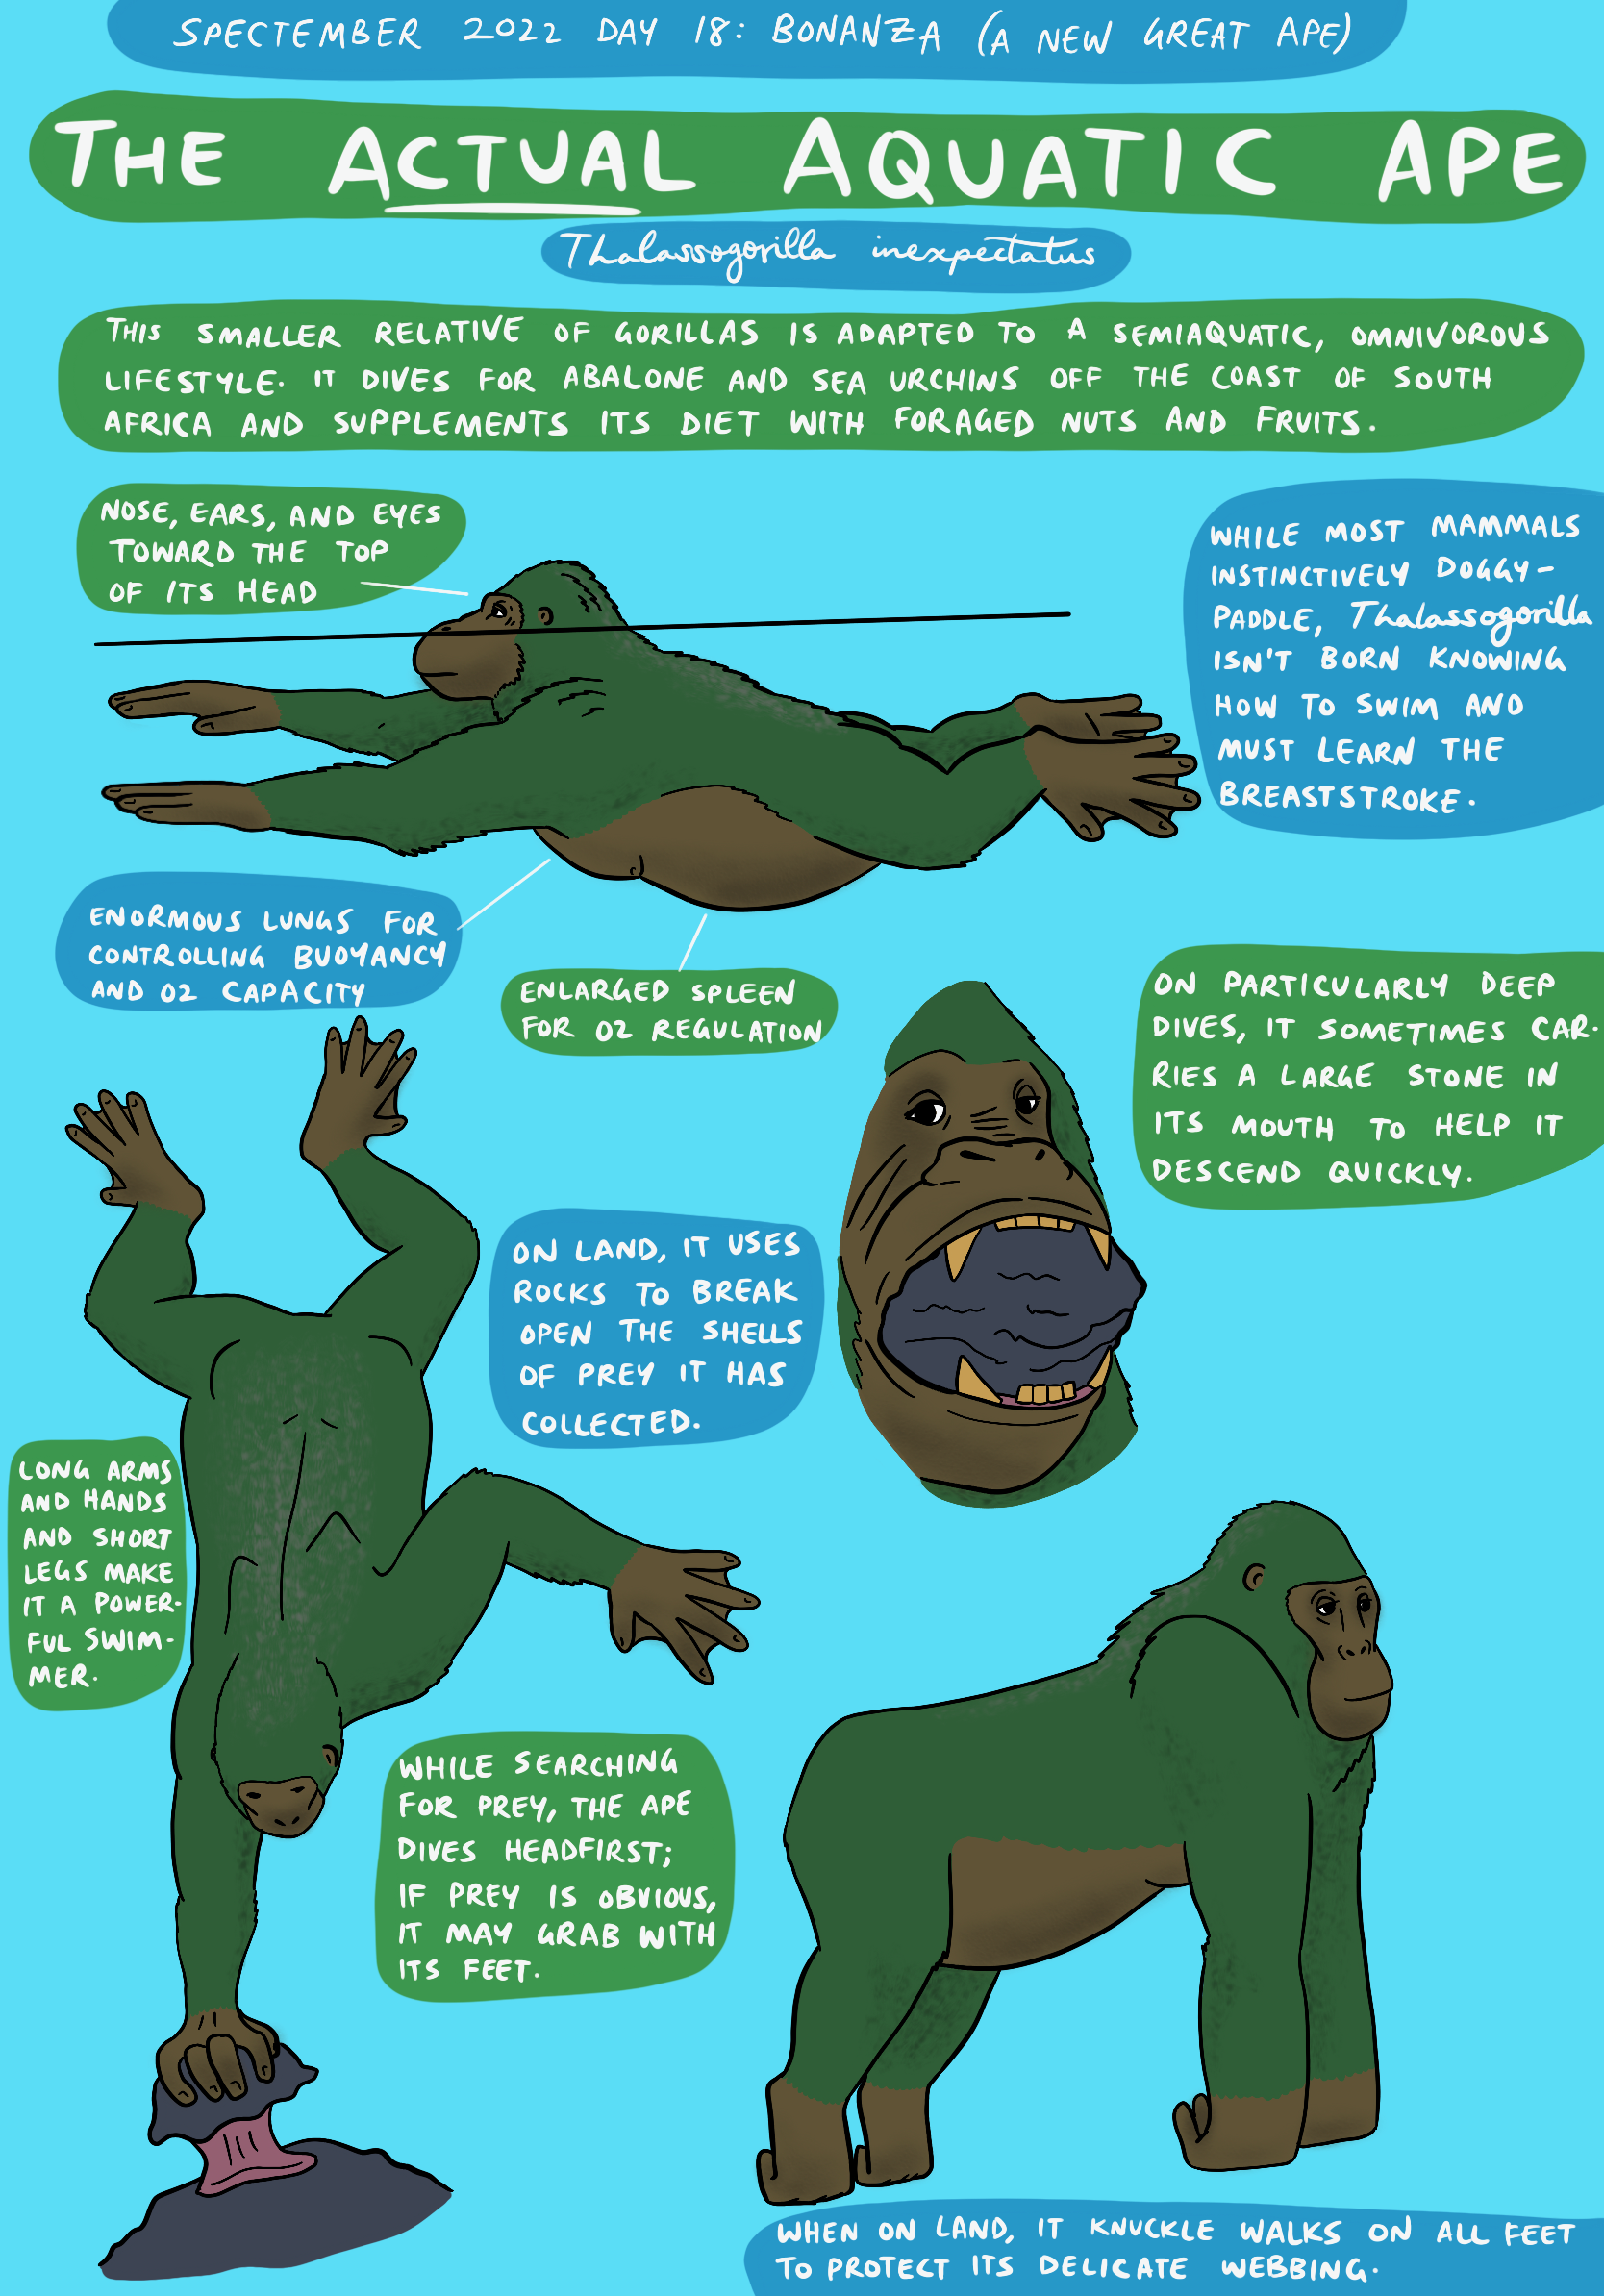 SPECTEMBER 2022 DAY 18: BONANZA (A NEW GREAT APE)
THE ACTUAL AQUATIC APE
Thalassogorilla inexpectatus
THIS SMALLER RELATIVE OF GORILLAS IS ADAPTED TO A SEMIAQUATIC, OMNIVOROUS
LIFESTYLE. IT DIVES FOR ABALONE AND SEA URCHINS OFF THE COAST OF SOUTH
AFRICA AND SUPPLEMENTS ITS DIET WITH FORAGED NUTS AND FRUITS.
NOSE, EARS, AND EYES
TOWARD THE TOP
OF ITS HEAD
WHILE MOST MAMMALS
INSTINCTIVELY DOGGY-
PADDLE, Thalassogorilla
ISN'T BORN KNOWING
HOW TO SWIM AND
MUST LEARN THE
BREASTSTROKE.
ENORMOUS LUNGS FOR
CONTROLLING BUOYANCY
AND O2 CAPACITY
ENLARGED SPLEEN
FOR O2 REGULATION
ON PARTICULARLY DEEP
DIVES, IT SOMETIMES CAR-
RIES A LARGE STONE IN
ITS MOUTH TO HELP IT
DESCEND QUICKLY.
ON LAND, IT USES
ROCKS TO BREAK
OPEN THE SHELLS
OF PREY IT HAS
COLLECTED.
LONG ARMS
AND HANDS
AND SHORT
LEGS MAKE
IT A POWER-
FUL SWIM-
MER.
WHILE SEARCHING
FOR PREY, THE APE
DIVES HEADFIRST;
IF PREY IS OBVIOUS,
IT MAY GRAB WITH
ITS FEET.
WHEN ON LAND, IT KNUCKLE WALKS ON ALL FEET
TO PROTECT ITS DELICATE WEBBING.